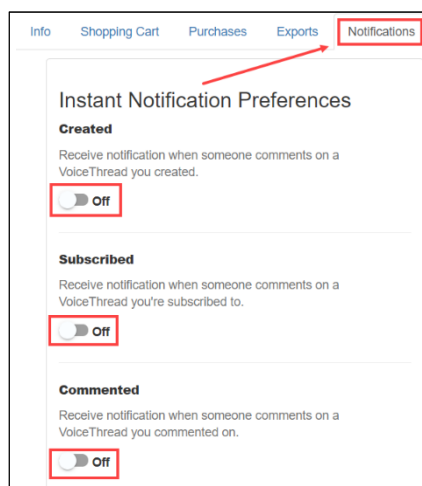 Info Shopping Cart Purchases Exports Notifications
Instant Notification Preferences
Created
Receive notification when someone comments on a
VoiceThread you created.
Off
Subscribed
Receive notification when someone comments on a
VoiceThread you're subscribed to.
Off
Commented
Receive notification when someone comments on a
VoiceThread you commented on.
Off